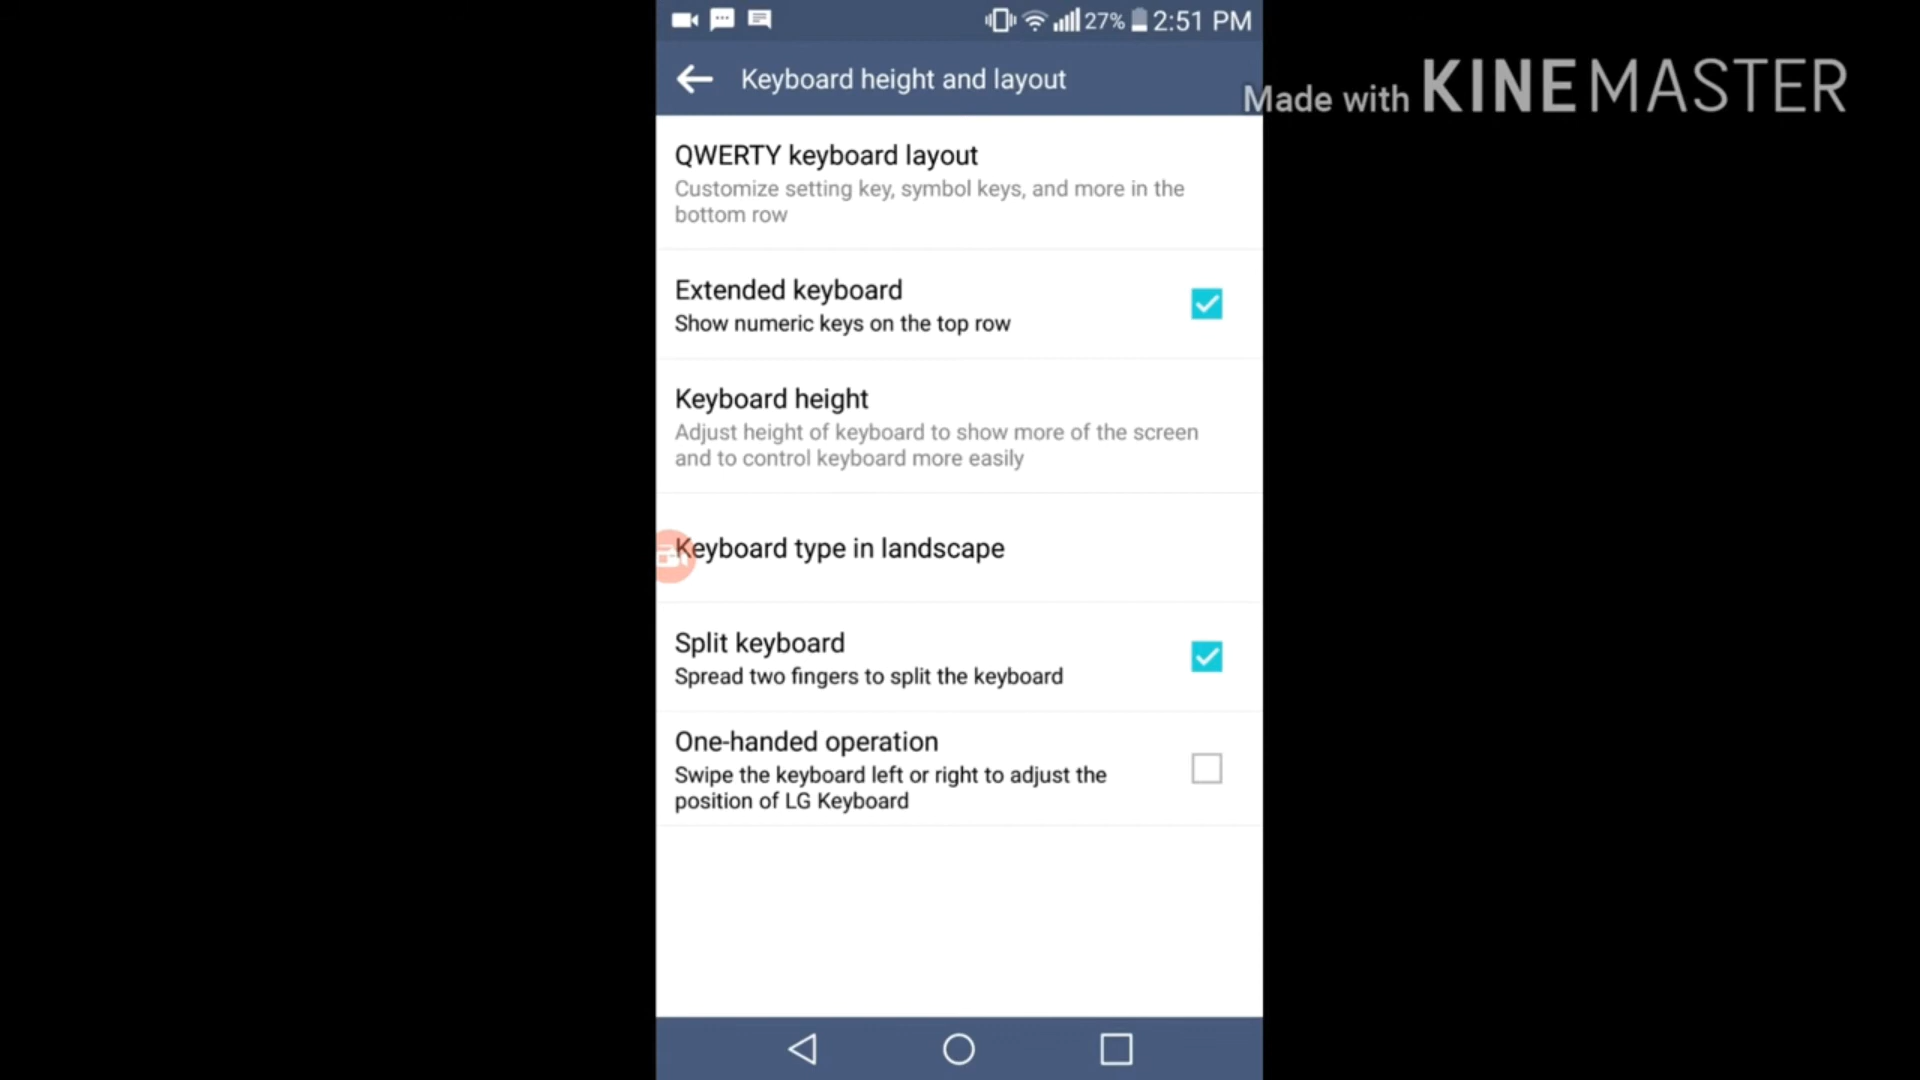 27% 2:51 PM
Keyboard height and layout
Made with KINEMASTER
QWERTY keyboard layout
Customize setting key, symbol keys, and more in the
bottom row
Extended keyboard
Show numeric keys on the top row
Keyboard height
Adjust height of keyboard to show more of the screen
and to control keyboard more easily
Keyboard type in landscape
Split keyboard
Spread two fingers to split the keyboard
One-handed operation
Swipe the keyboard left or right to adjust the
position of LG Keyboard